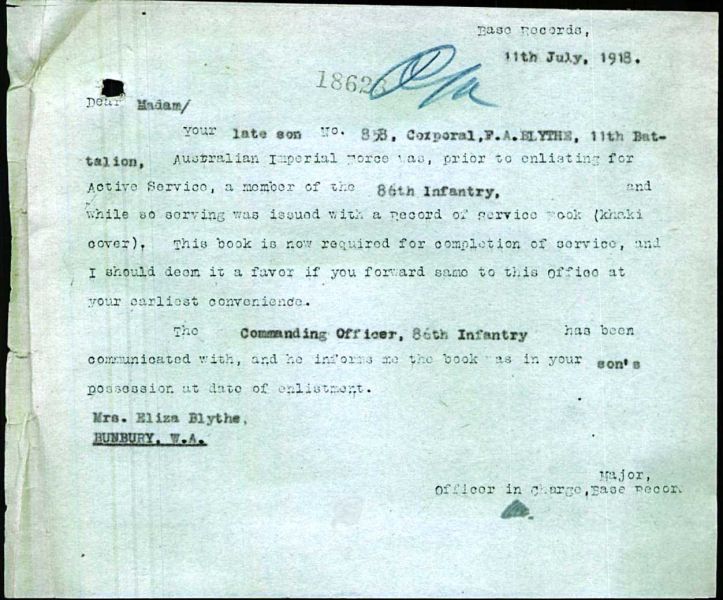 Base Records,
11th July, 1918.
Dear Madam/
Your late son No. 858, Corporal, F.A.BLYTHE, 11th Bat-
talion, Australian Imperial Force was, prior to enlisting for
Active Service, a member of the 86th Infantry, and
while so serving was issued with a Record of Service Book (khaki
cover). This book is now required for completion of service, and
I should deem it a favor if you forward same to this Office at
your earliest convenience.
The Commanding Officer, 86th Infantry has been
communicated with, and he informs me the book was in your son's
possession at date of enlistment.
Mrs. Eliza Blythe,
BUNBURY. W.A.
Major,
Officer in Charge, Base Recor